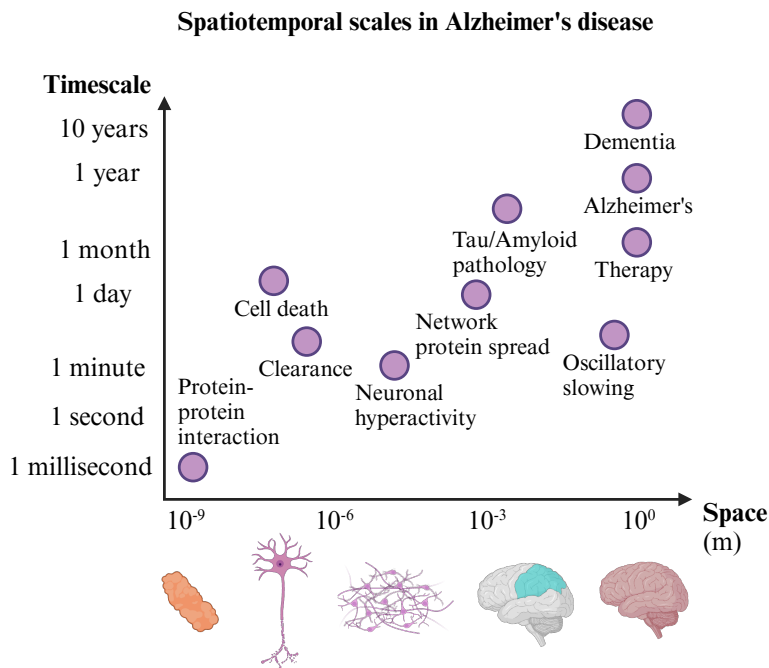 Spatiotemporal scales in Alzheimer's disease
Timescale
10 years
1 year
1 month
1 day
1 minute
1 second
1 millisecond
Dementia
Alzheimer's
Therapy
Tau/Amyloid
pathology
Cell death
Network
protein spread
Clearance
Neuronal
hyperactivity
Oscillatory
slowing
Protein-
protein
interaction
10⁻⁹
10⁻⁶
10⁻³
10⁰
Space
(m)